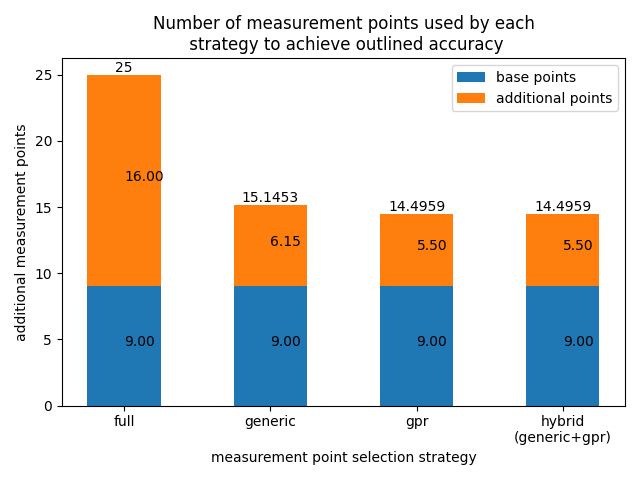 Number of measurement points used by each
strategy to achieve outlined accuracy
base points
additional points
additional measurement points
25
20
15
10
5
0
25
16.00
9.00
15.1453
6.15
9.00
14.4959
5.50
9.00
14.4959
5.50
9.00
full
generic
gpr
hybrid
(generic+gpr)
measurement point selection strategy